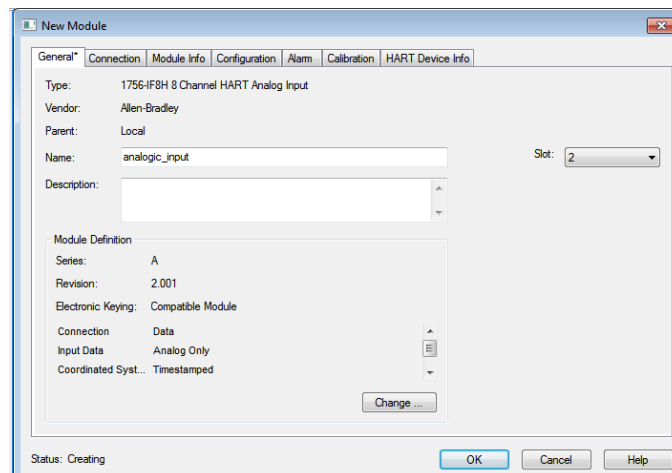 New Module
General* Connection Module Info Configuration Alarm Calibration HART Device Info
Type: 1756-IF8H 8 Channel HART Analog Input
Vendor: Allen-Bradley
Parent: Local
Name: analogic_input Slot: 2
Description:
Module Definition
Series: A
Revision: 2.001
Electronic Keying: Compatible Module
Connection Data
Input Data Analog Only
Coordinated Syst... Timestamped
Change ...
Status: Creating OK Cancel Help